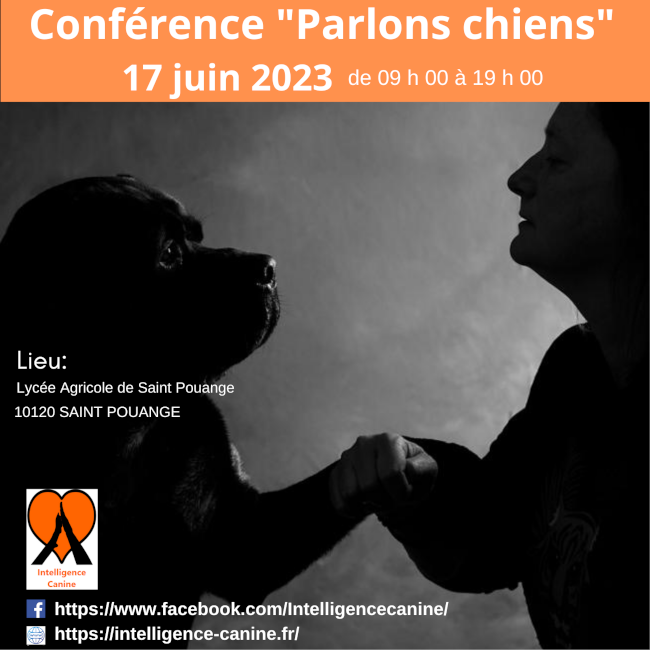 Conférence "Parlons chiens"
17 juin 2023 de 09 h 00 à 19 h 00
Lieu:
Lycée Agricole de Saint Pouange
10120 SAINT POUANGE
Intelligence
Canine
https://www.facebook.com/Intelligencecanine/
https://intelligence-canine.fr/